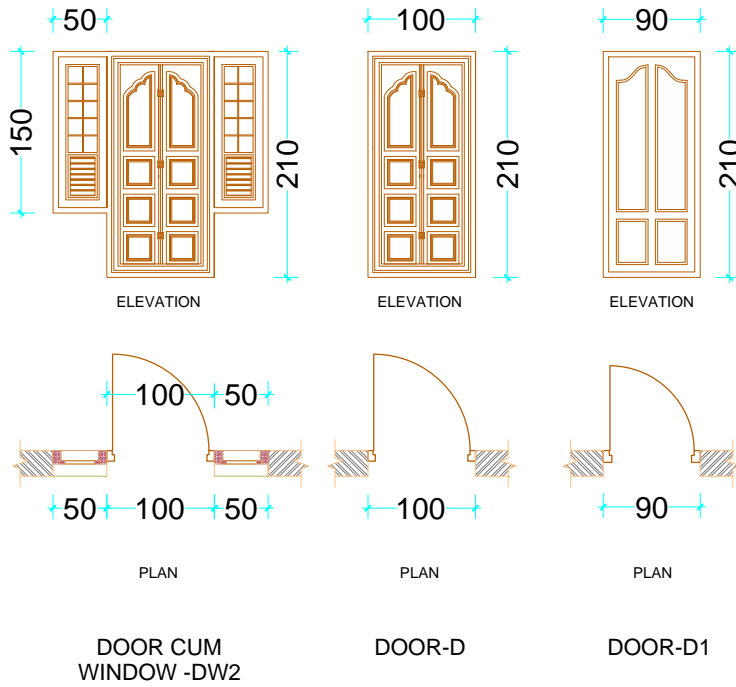 50
100
90
150
210
210
210
ELEVATION
ELEVATION
ELEVATION
100
50
50
100
50
100
90
PLAN
PLAN
PLAN
DOOR CUM
WINDOW -DW2
DOOR-D
DOOR-D1